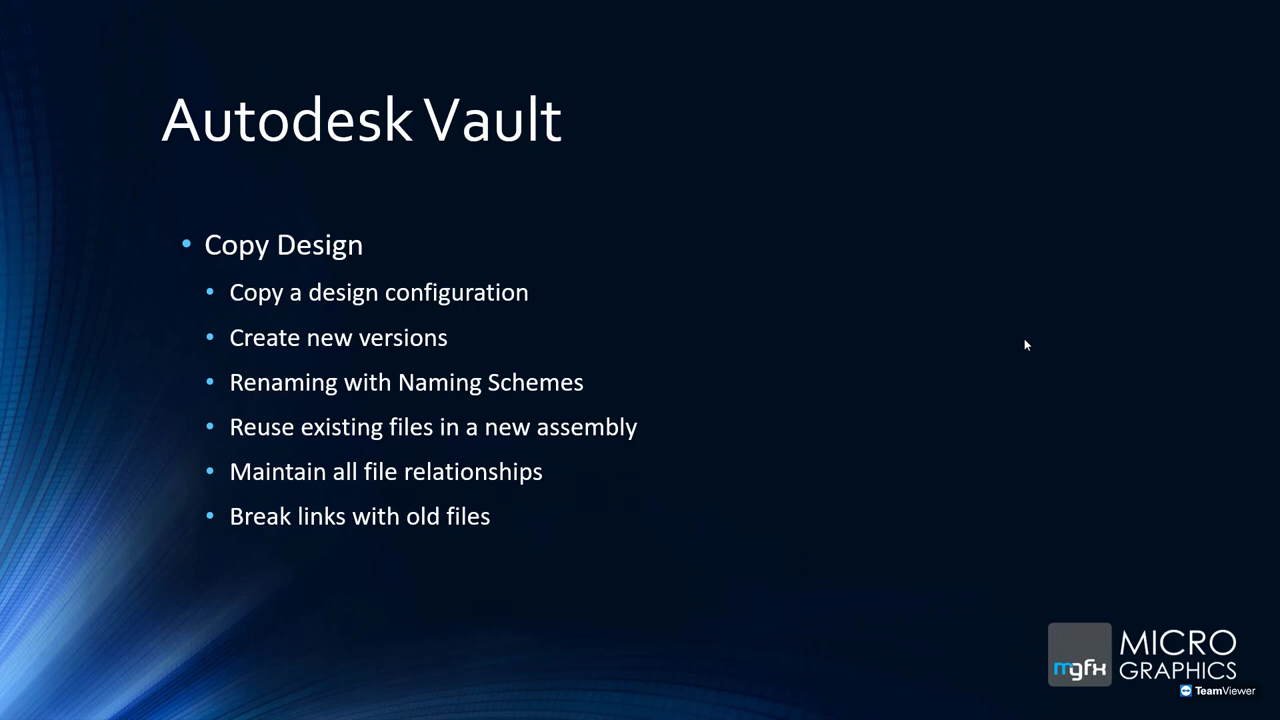 Autodesk Vault
• Copy Design
• Copy a design configuration
• Create new versions
• Renaming with Naming Schemes
• Reuse existing files in a new assembly
• Maintain all file relationships
• Break links with old files
mgfx
MICRO
GRAPHICS
TeamViewer